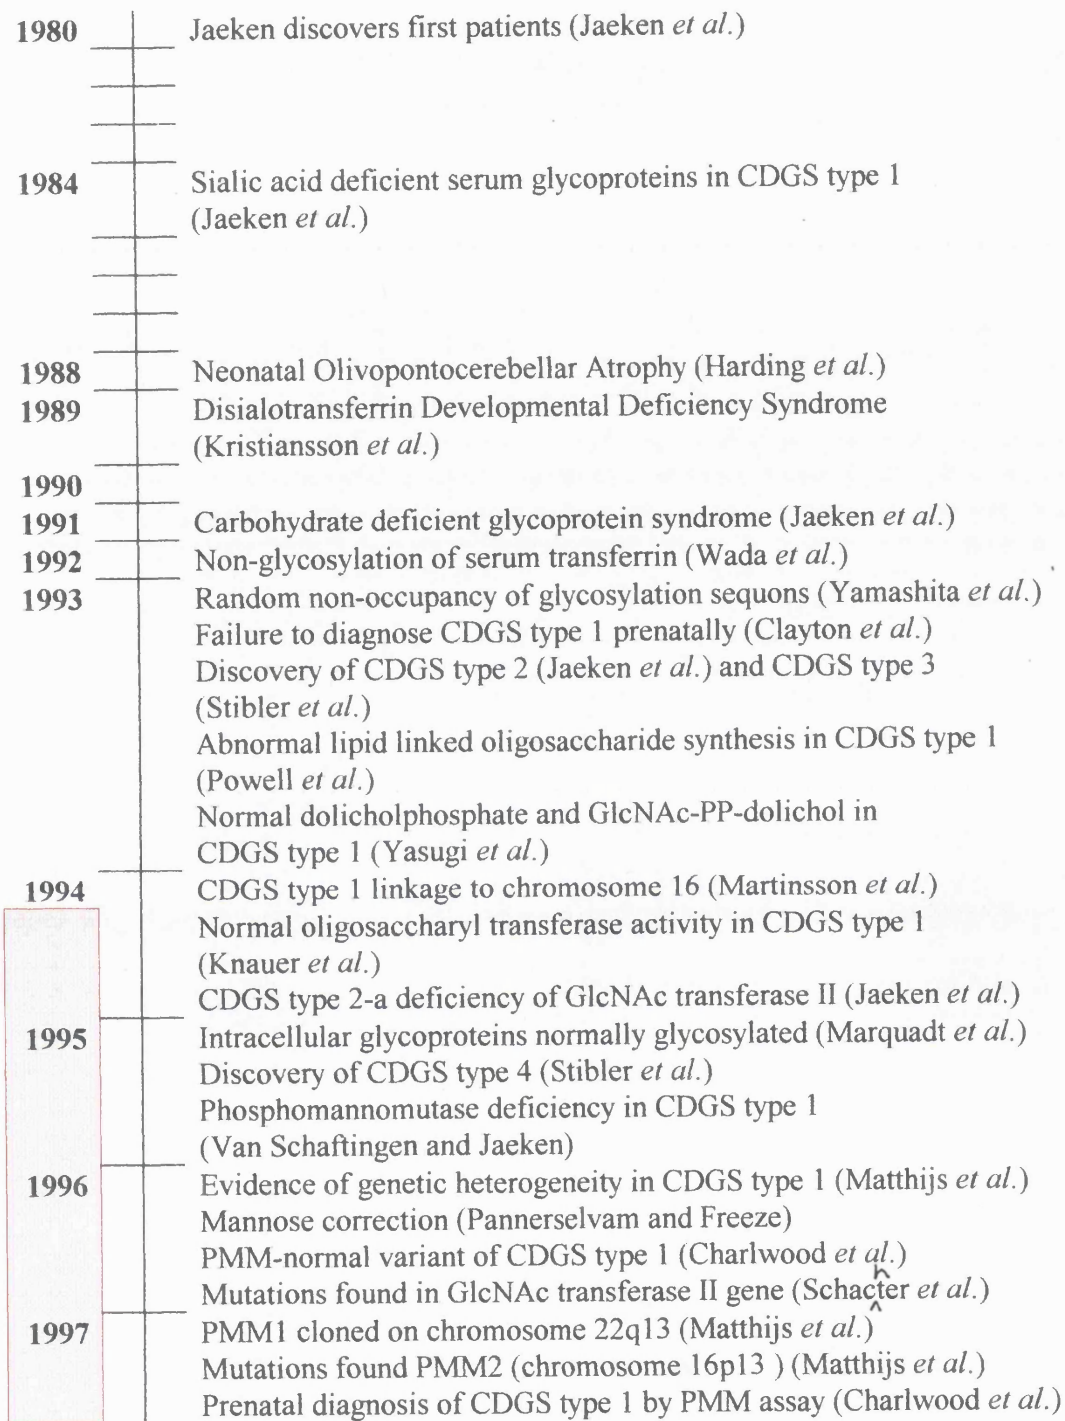 1980 Jaeken discovers first patients (Jaeken et al.)
1984 Sialic acid deficient serum glycoproteins in CDGS type 1
(Jaeken et al.)
1988 Neonatal Olivopontocerebellar Atrophy (Harding et al.)
1989 Disialotransferrin Developmental Deficiency Syndrome
(Kristiansson et al.)
1990
1991 Carbohydrate deficient glycoprotein syndrome (Jaeken et al.)
1992 Non-glycosylation of serum transferrin (Wada et al.)
1993 Random non-occupancy of glycosylation sequons (Yamashita et al.)
Failure to diagnose CDGS type 1 prenatally (Clayton et al.)
Discovery of CDGS type 2 (Jaeken et al.) and CDGS type 3
(Stibler et al.)
Abnormal lipid linked oligosaccharide synthesis in CDGS type 1
(Powell et al.)
Normal dolicholphosphate and GlcNAc-PP-dolichol in
CDGS type 1 (Yasugi et al.)
1994 CDGS type 1 linkage to chromosome 16 (Martinsson et al.)
Normal oligosaccharyl transferase activity in CDGS type 1
(Knauer et al.)
CDGS type 2-a deficiency of GlcNAc transferase II (Jaeken et al.)
1995 Intracellular glycoproteins normally glycosylated (Marquadt et al.)
Discovery of CDGS type 4 (Stibler et al.)
Phosphomannomutase deficiency in CDGS type 1
(Van Schaftingen and Jaeken)
1996 Evidence of genetic heterogeneity in CDGS type 1 (Matthijs et al.)
Mannose correction (Pannerselvam and Freeze)
PMM-normal variant of CDGS type 1 (Charlwood et al.)
h
Mutations found in GlcNAc transferase II gene (Schacter et al.)
1997 PMM1 cloned on chromosome 22q13 (Matthijs et al.)
Mutations found PMM2 (chromosome 16p13 ) (Matthijs et al.)
Prenatal diagnosis of CDGS type 1 by PMM assay (Charlwood et al.)